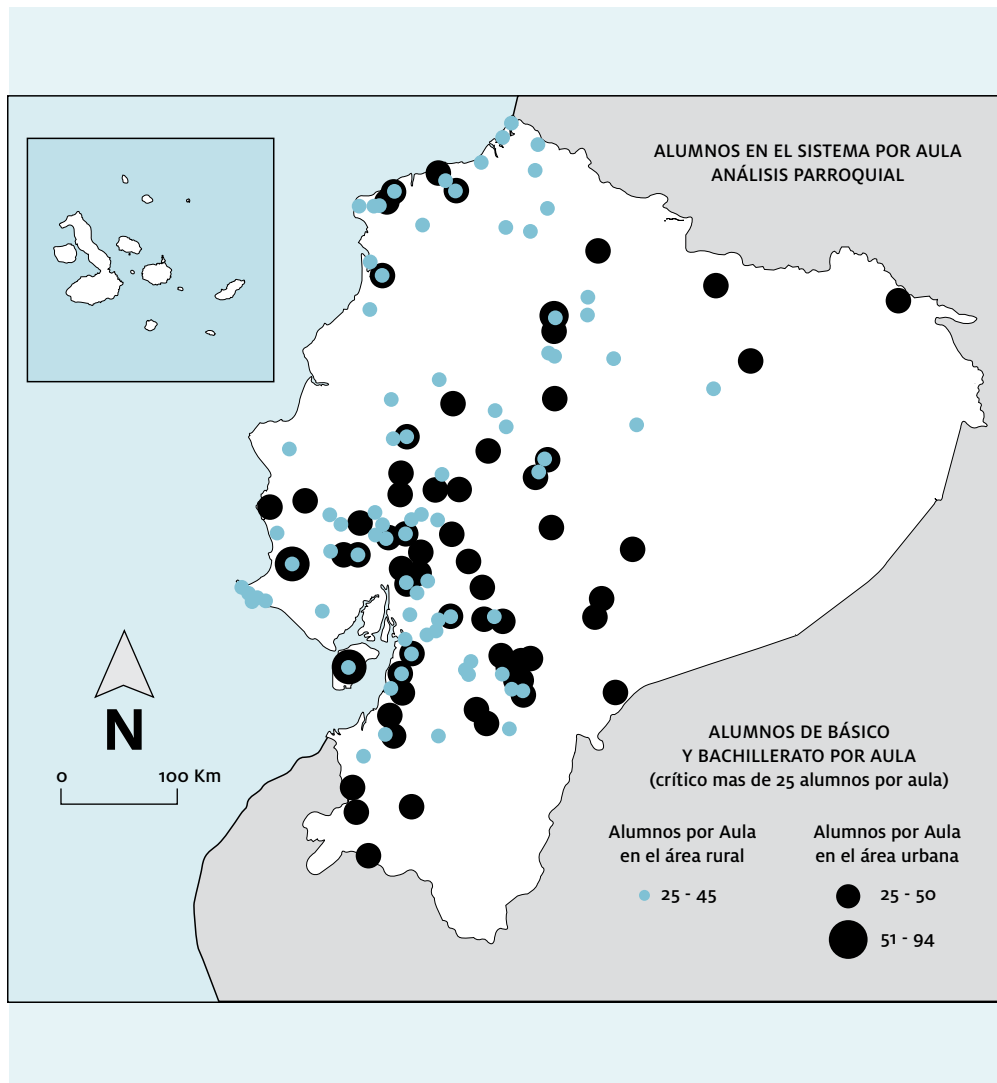 ALUMNOS EN EL SISTEMA POR AULA
ANÁLISIS PARROQUIAL
N
0 100 Km
ALUMNOS DE BÁSICO
Y BACHILLERATO POR AULA
(crítico mas de 25 alumnos por aula)
Alumnos por Aula
en el área rural
25 - 45
Alumnos por Aula
en el área urbana
25 - 50
51 - 94